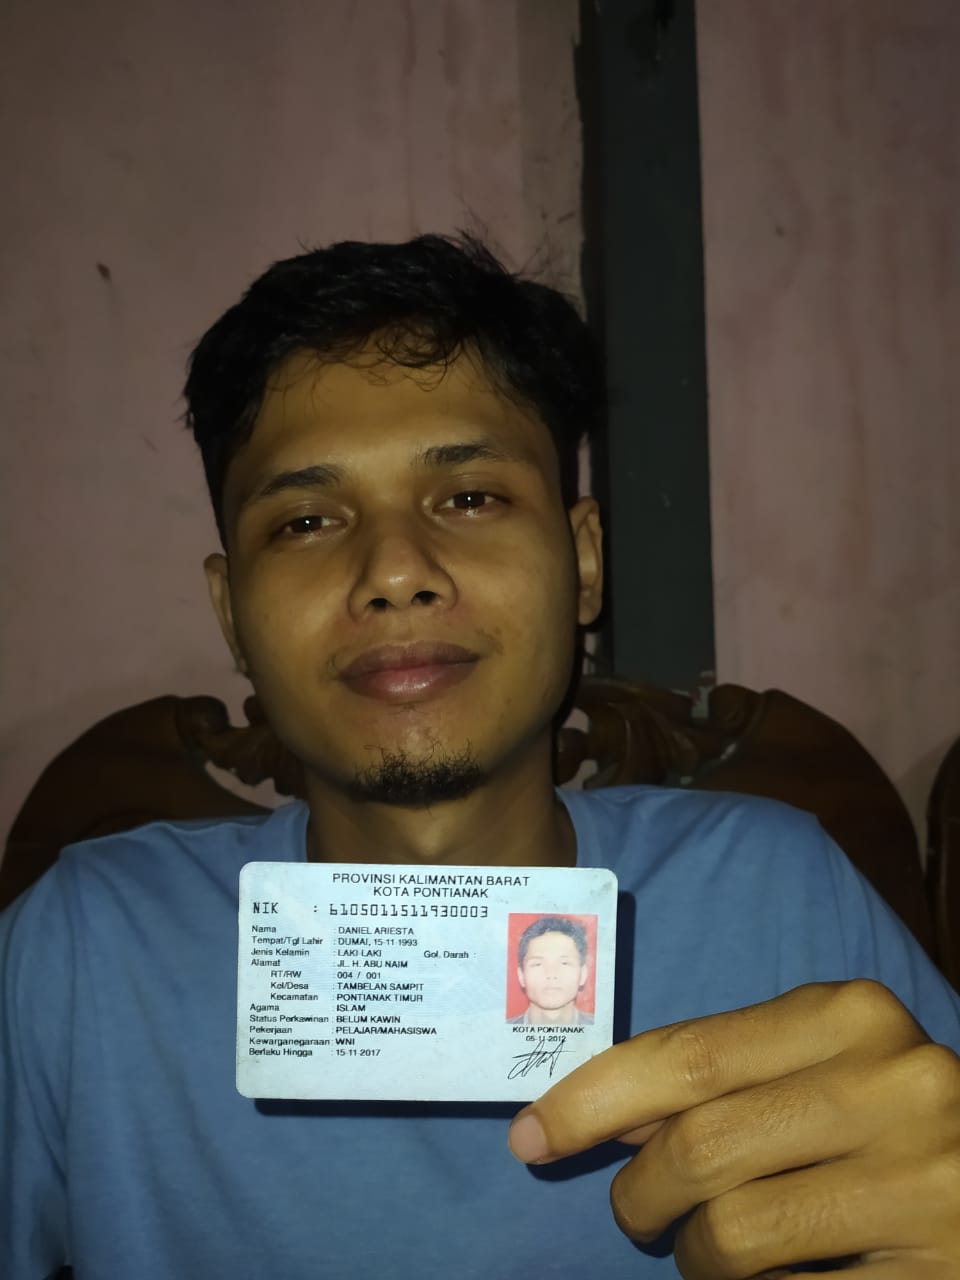 PROVINSI KALIMANTAN BARAT
KOTA PONTIANAK
NIK : 6105011511930003
Nama : DANIEL ARIESTA
Tempat/Tgl Lahir : DUMAI, 15-11-1993
Jenis Kelamin : LAKI-LAKI Gol. Darah :
Alamat : JL. H. ABU NAIM
RT/RW : 004 / 001
Kel/Desa : TAMBELAN SAMPIT
Kecamatan : PONTIANAK TIMUR
Agama : ISLAM
Status Perkawinan : BELUM KAWIN
Pekerjaan : PELAJAR/MAHASISWA
Kewarganegaraan : WNI
Berlaku Hingga : 15-11-2017
KOTA PONTIANAK
05-11-2012